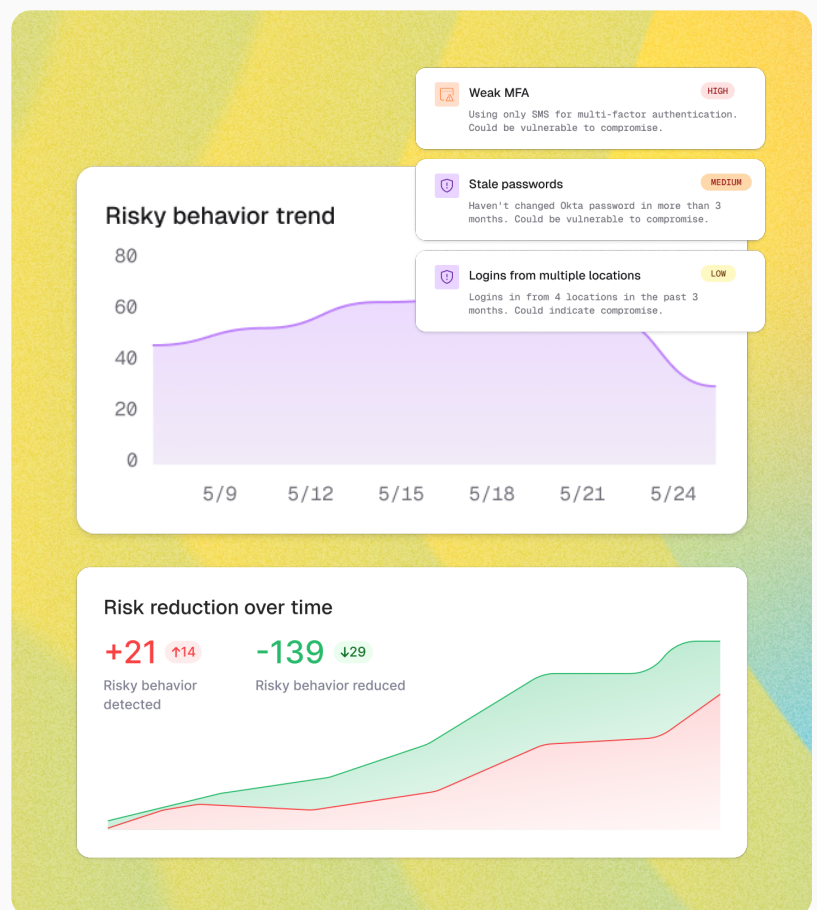 Weak MFA
HIGH
Using only SMS for multi-factor authentication.
Could be vulnerable to compromise.
Stale passwords
MEDIUM
Haven't changed Okta password in more than 3
months. Could be vulnerable to compromise.
Logins from multiple locations
LOW
Logins in from 4 locations in the past 3
months. Could indicate compromise.
Risky behavior trend
80
60
40
20
0
5/9 5/12 5/15 5/18 5/21 5/24
Risk reduction over time
+21 ↑14
Risky behavior
detected
-139 ↓29
Risky behavior reduced